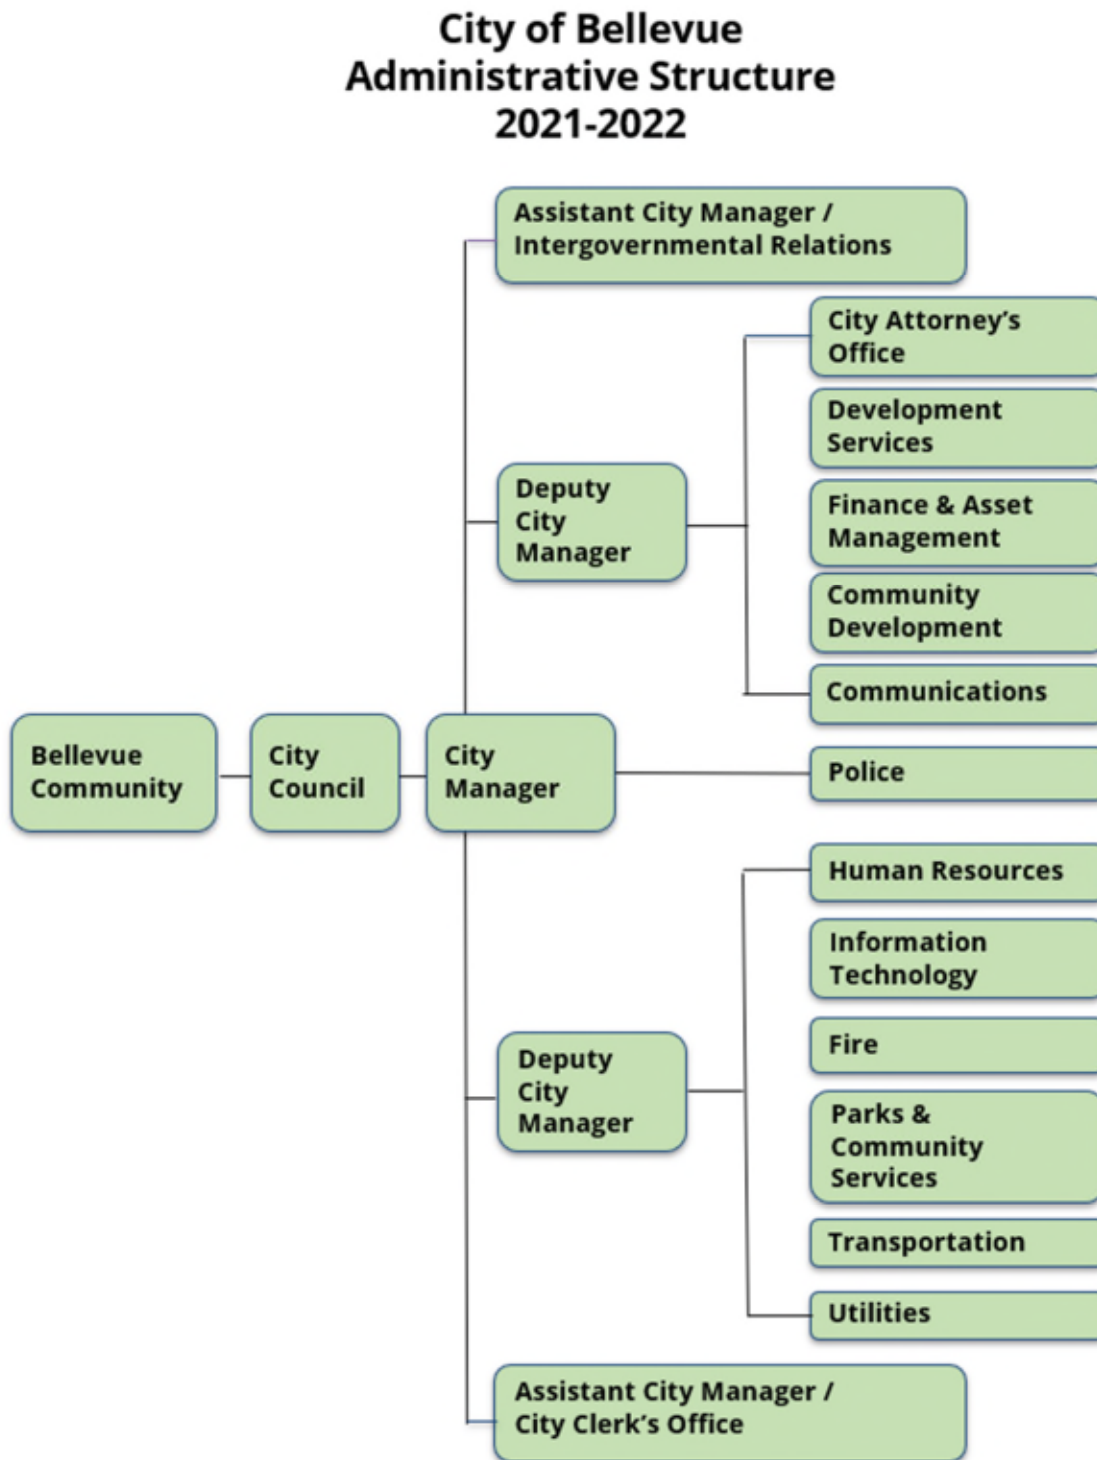 City of Bellevue
Administrative Structure
2021-2022
Assistant City Manager /
Intergovernmental Relations
City Attorney’s
Office
Development
Services
Deputy
City
Manager
Finance & Asset
Management
Community
Development
Communications
Bellevue
Community
City
Council
City
Manager
Police
Human Resources
Information
Technology
Deputy
City
Manager
Fire
Parks &
Community
Services
Transportation
Utilities
Assistant City Manager /
City Clerk’s Office